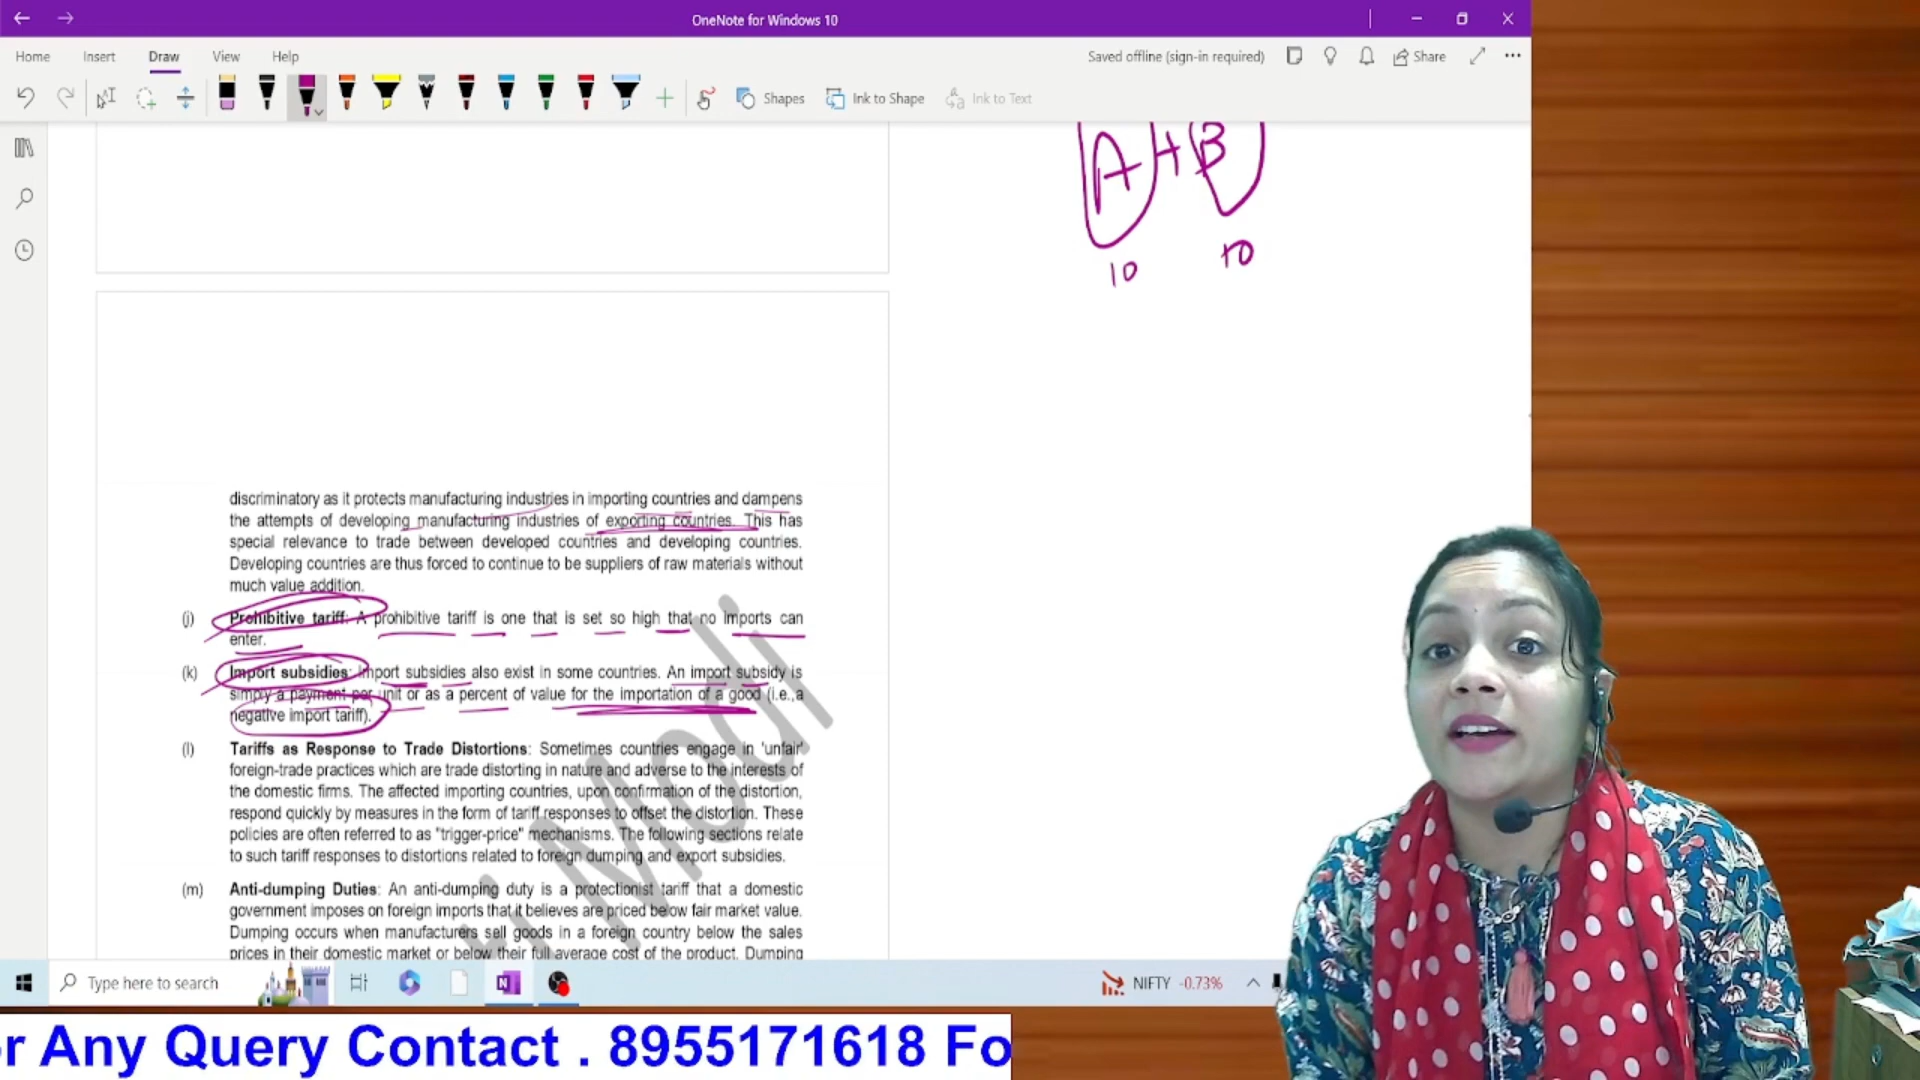 OneNote for Windows 10
Home Insert Draw View Help
Saved offline (sign-in required) Share
Shapes Ink to Shape Ink to Text
A + B
10 10
discriminatory as it protects manufacturing industries in importing countries and dampens
the attempts of developing manufacturing industries of exporting countries. This has
special relevance to trade between developed countries and developing countries.
Developing countries are thus forced to continue to be suppliers of raw materials without
much value addition.
(j) Prohibitive tariff: A prohibitive tariff is one that is set so high that no imports can
enter.
(k) Import subsidies: Import subsidies also exist in some countries. An import subsidy is
simply a payment per unit or as a percent of value for the importation of a good (i.e., a
negative import tariff).
(l) Tariffs as Response to Trade Distortions: Sometimes countries engage in 'unfair'
foreign-trade practices which are trade distorting in nature and adverse to the interests of
the domestic firms. The affected importing countries, upon confirmation of the distortion,
respond quickly by measures in the form of tariff responses to offset the distortion. These
policies are often referred to as "trigger-price" mechanisms. The following sections relate
to such tariff responses to distortions related to foreign dumping and export subsidies.
(m) Anti-dumping Duties: An anti-dumping duty is a protectionist tariff that a domestic
government imposes on foreign imports that it believes are priced below fair market value.
Dumping occurs when manufacturers sell goods in a foreign country below the sales
prices in their domestic market or below their full average cost of the product. Dumping
Modi
Type here to search
NIFTY -0.73%
r Any Query Contact . 8955171618 Fo